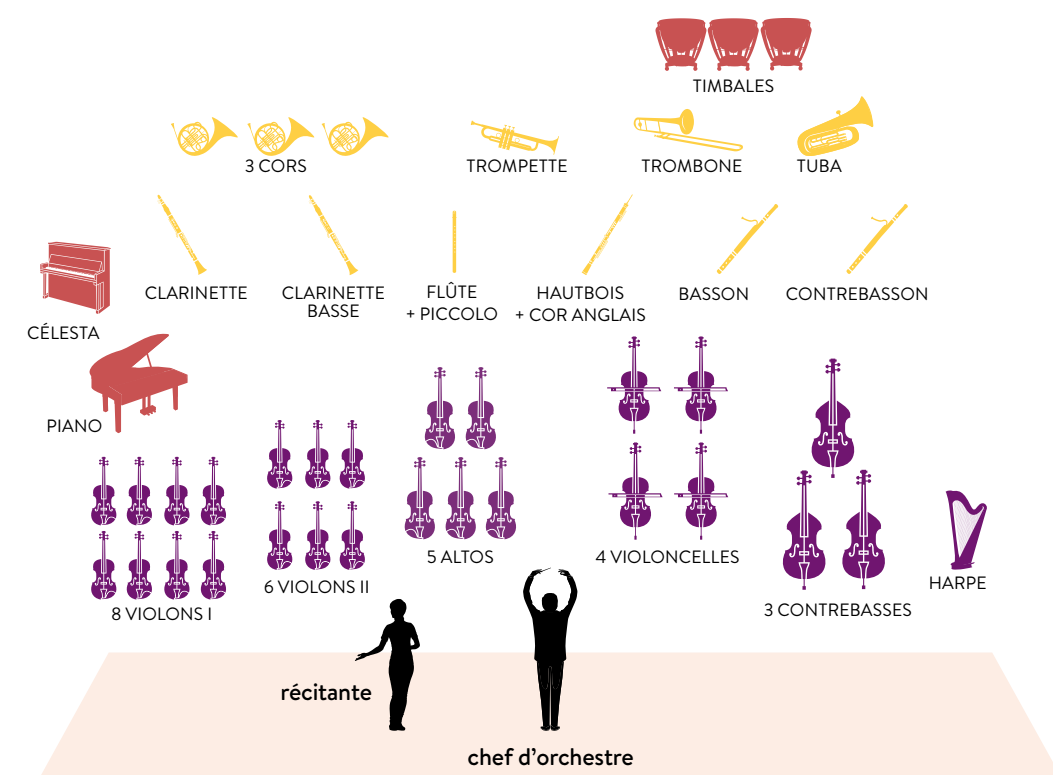 TIMBALES
3 CORS
TROMPETTE
TROMBONE
TUBA
CLARINETTE
CLARINETTE
BASSE
FLÛTE
+ PICCOLO
HAUTBOIS
+ COR ANGLAIS
BASSON
CONTREBASSON
CÉLESTA
PIANO
8 VIOLONS I
6 VIOLONS II
5 ALTOS
4 VIOLONCELLES
3 CONTREBASSES
HARPE
récitante
chef d'orchestre